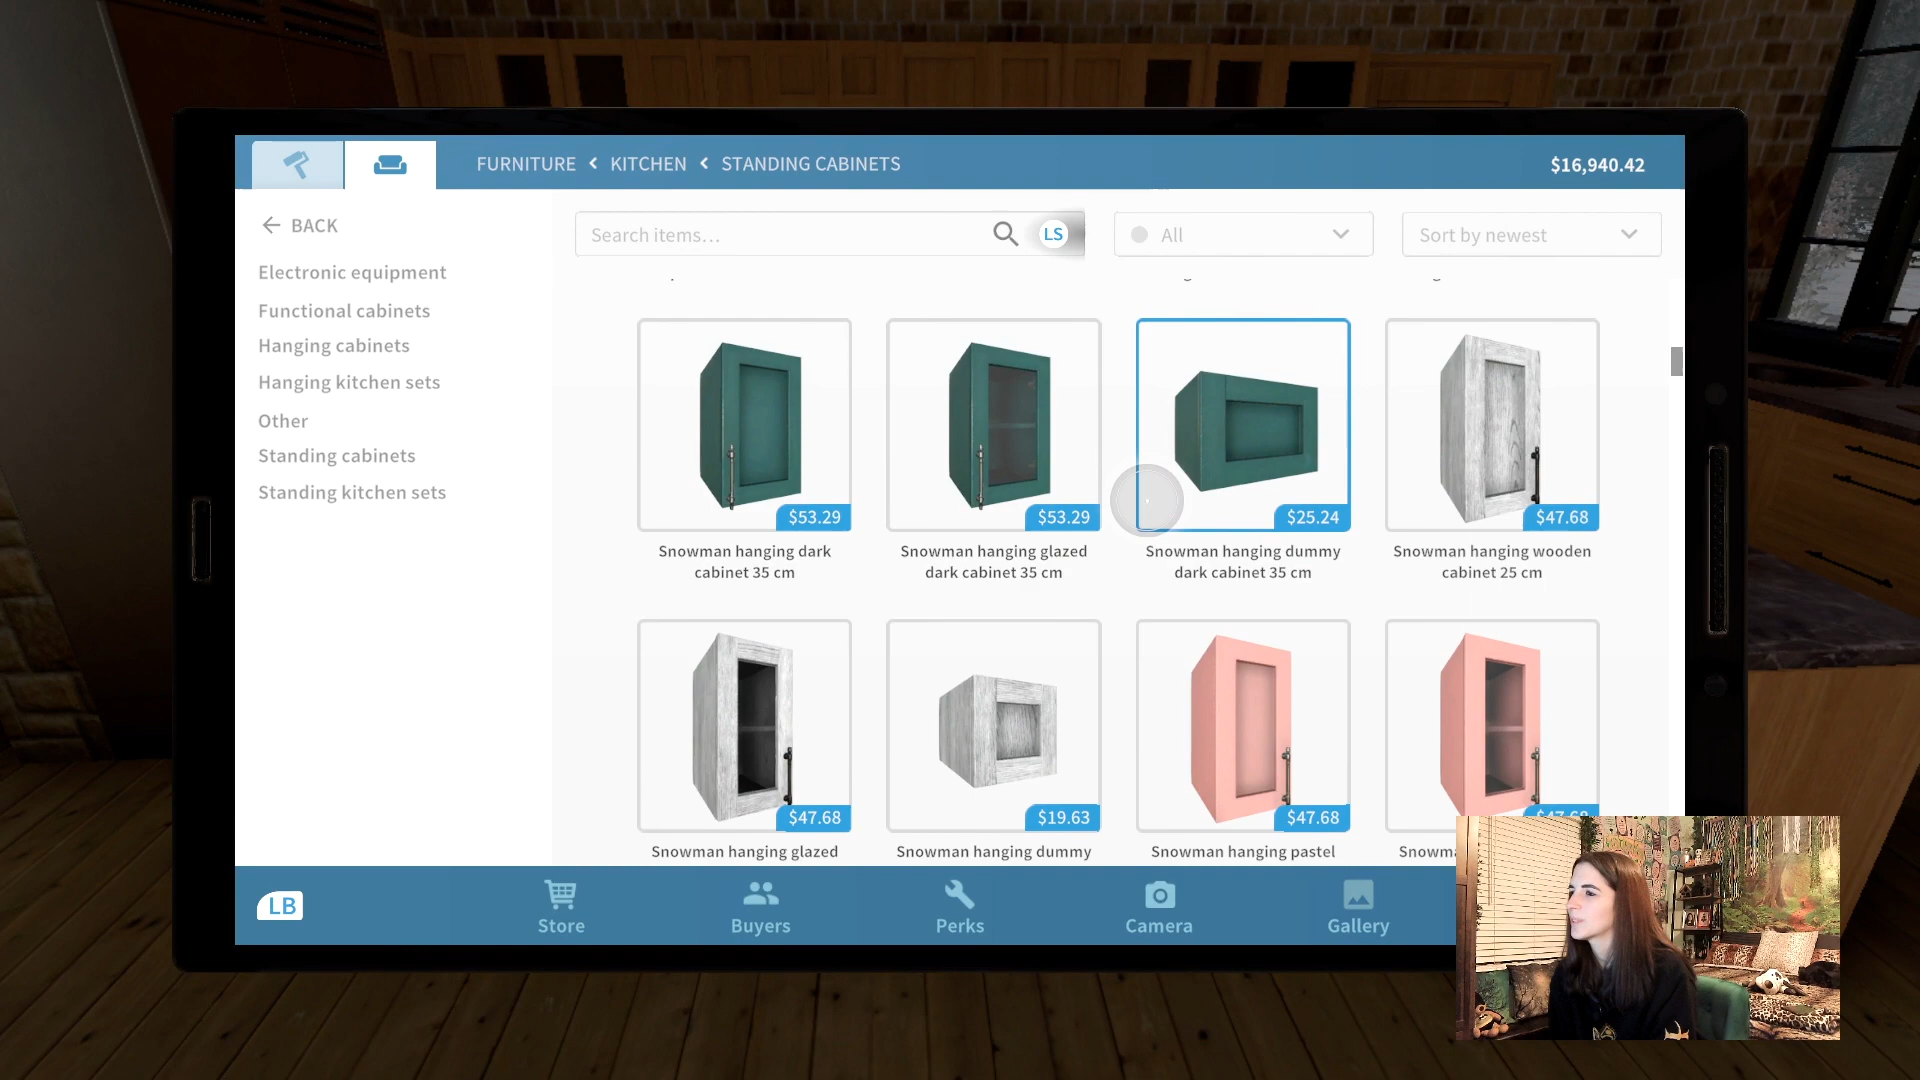 FURNITURE < KITCHEN < STANDING CABINETS
$16,940.42
BACK
Search items...
LS
All
Sort by newest
Electronic equipment
Functional cabinets
Hanging cabinets
Hanging kitchen sets
Other
Standing cabinets
Standing kitchen sets
$53.29
$53.29
$25.24
$47.68
Snowman hanging dark
cabinet 35 cm
Snowman hanging glazed
dark cabinet 35 cm
Snowman hanging dummy
dark cabinet 35 cm
Snowman hanging wooden
cabinet 25 cm
$47.68
$19.63
$47.68
Snowman hanging glazed
Snowman hanging dummy
Snowman hanging pastel
LB
Store
Buyers
Perks
Camera
Gallery